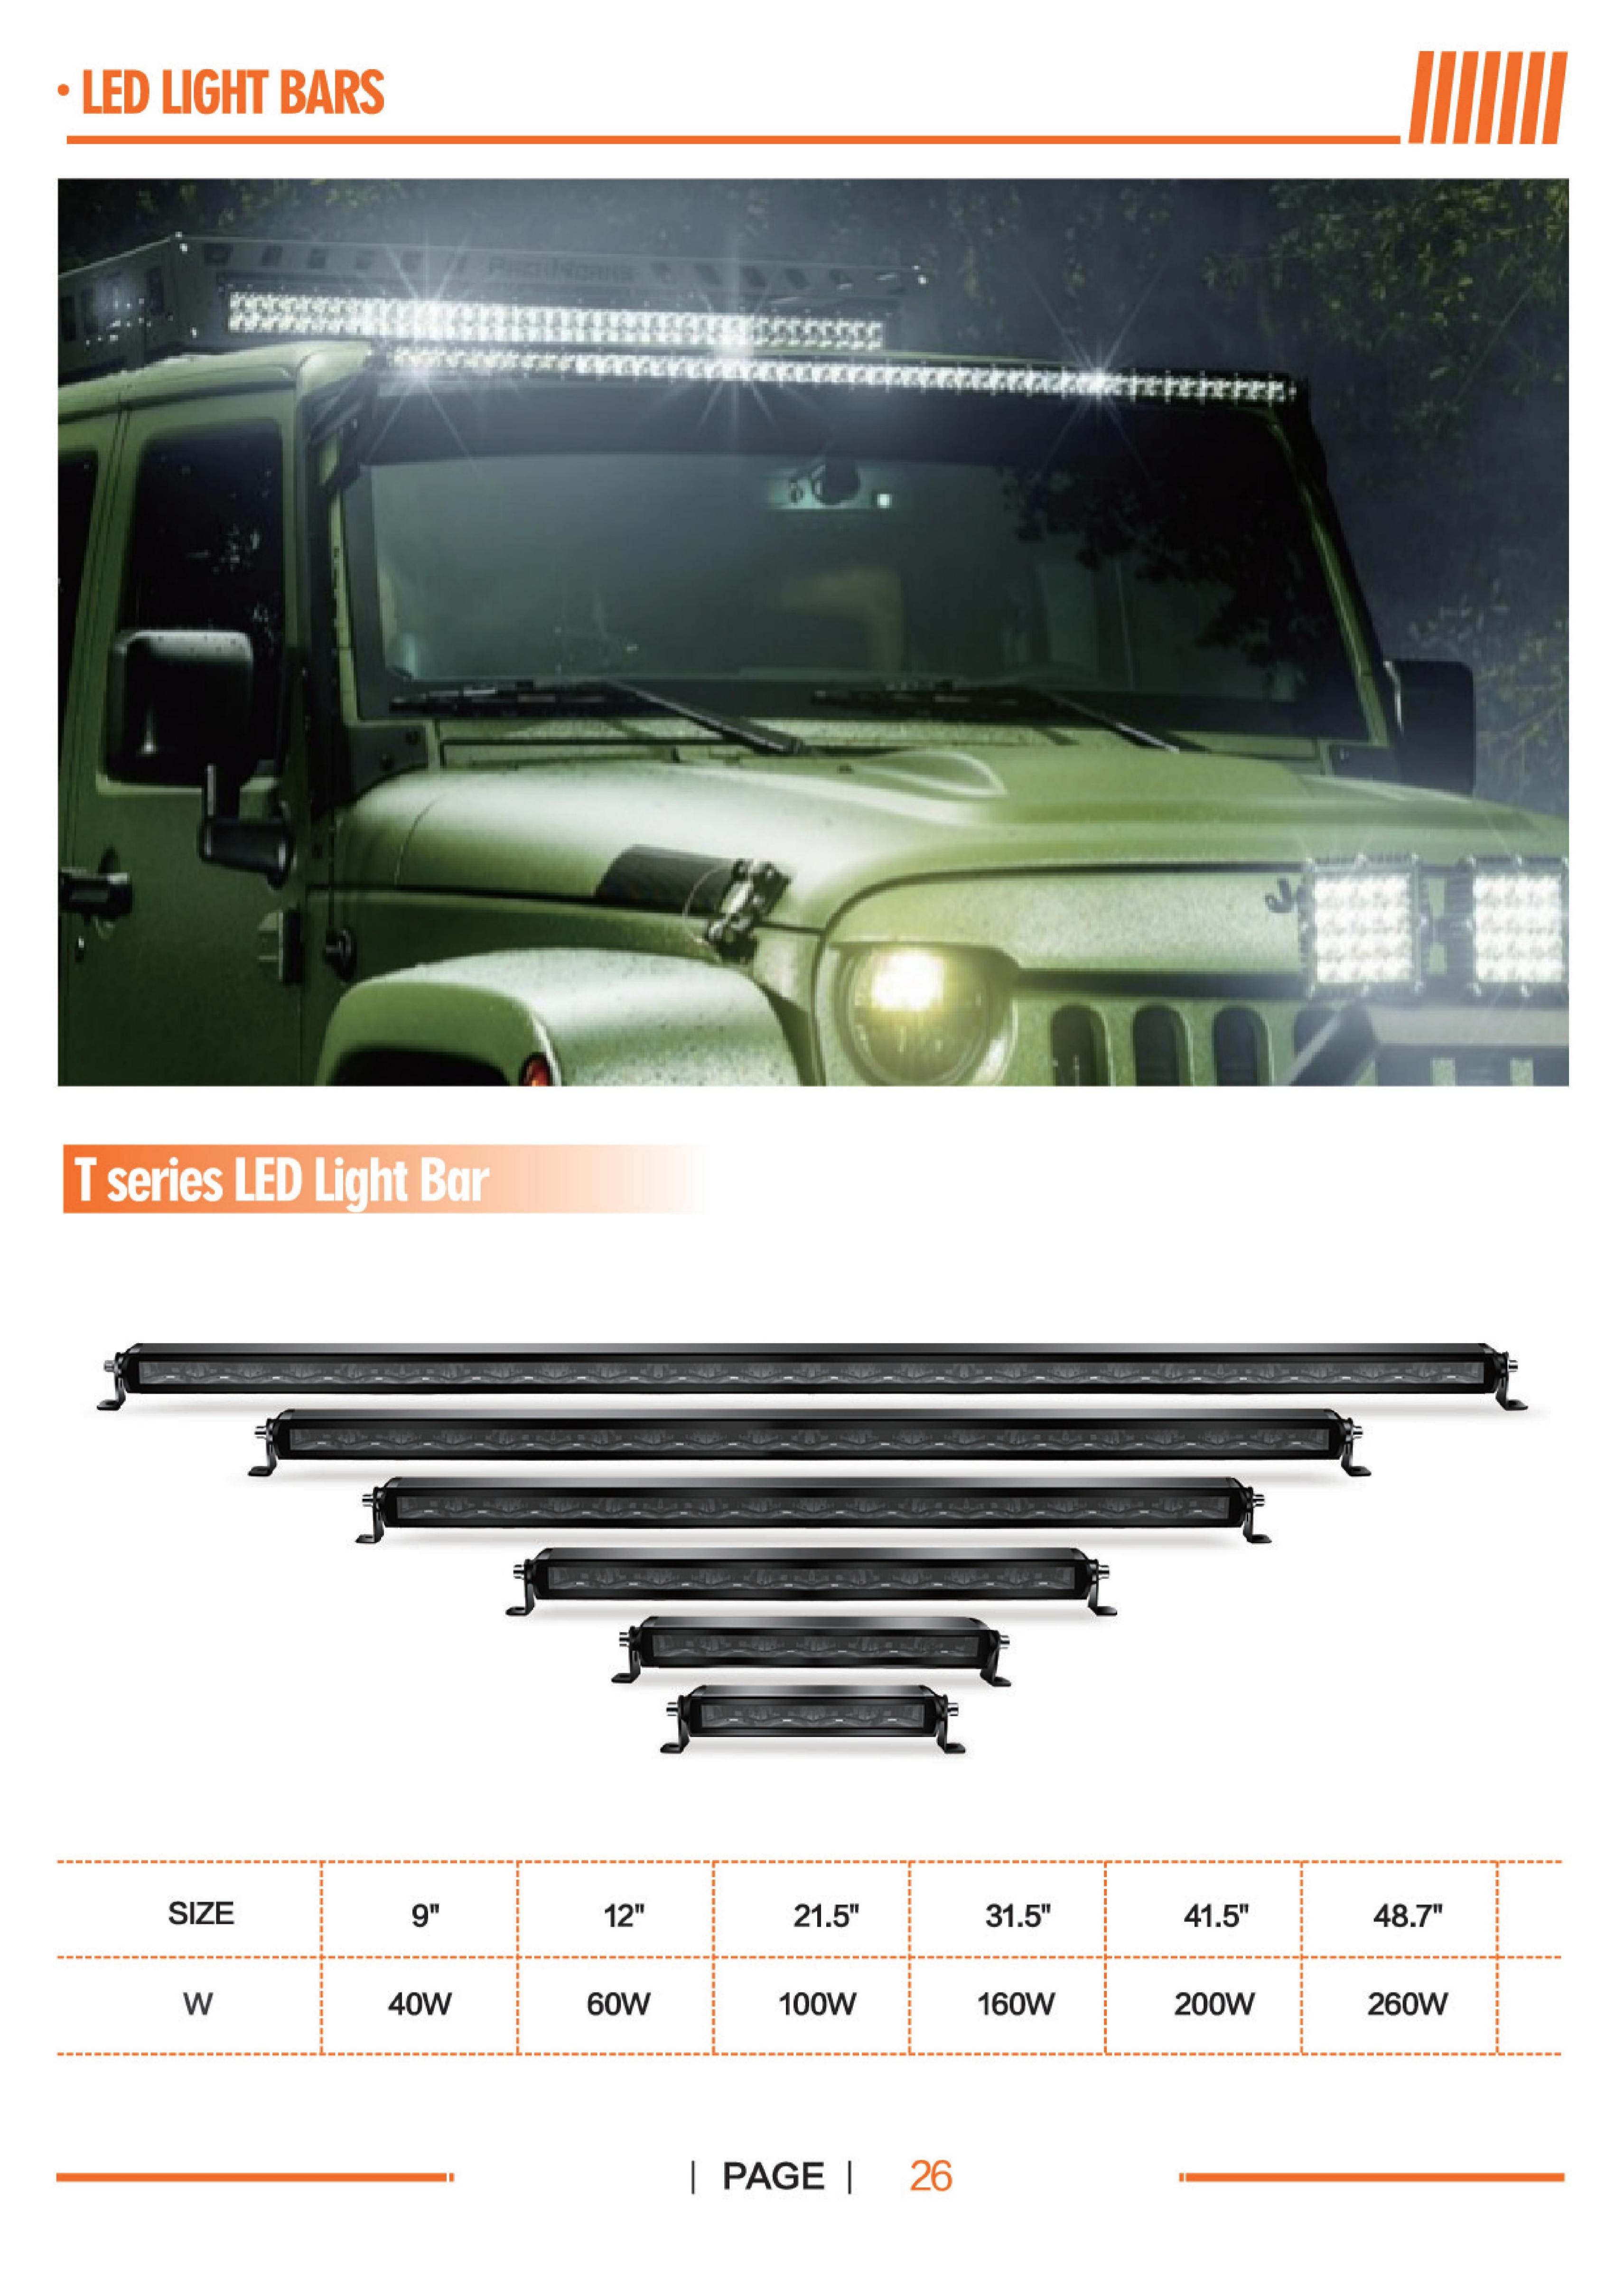 · LED LIGHT BARS
T series LED Light Bar
SIZE 9" 12" 21.5" 31.5" 41.5" 48.7"
W 40W 60W 100W 160W 200W 260W
| PAGE | 26